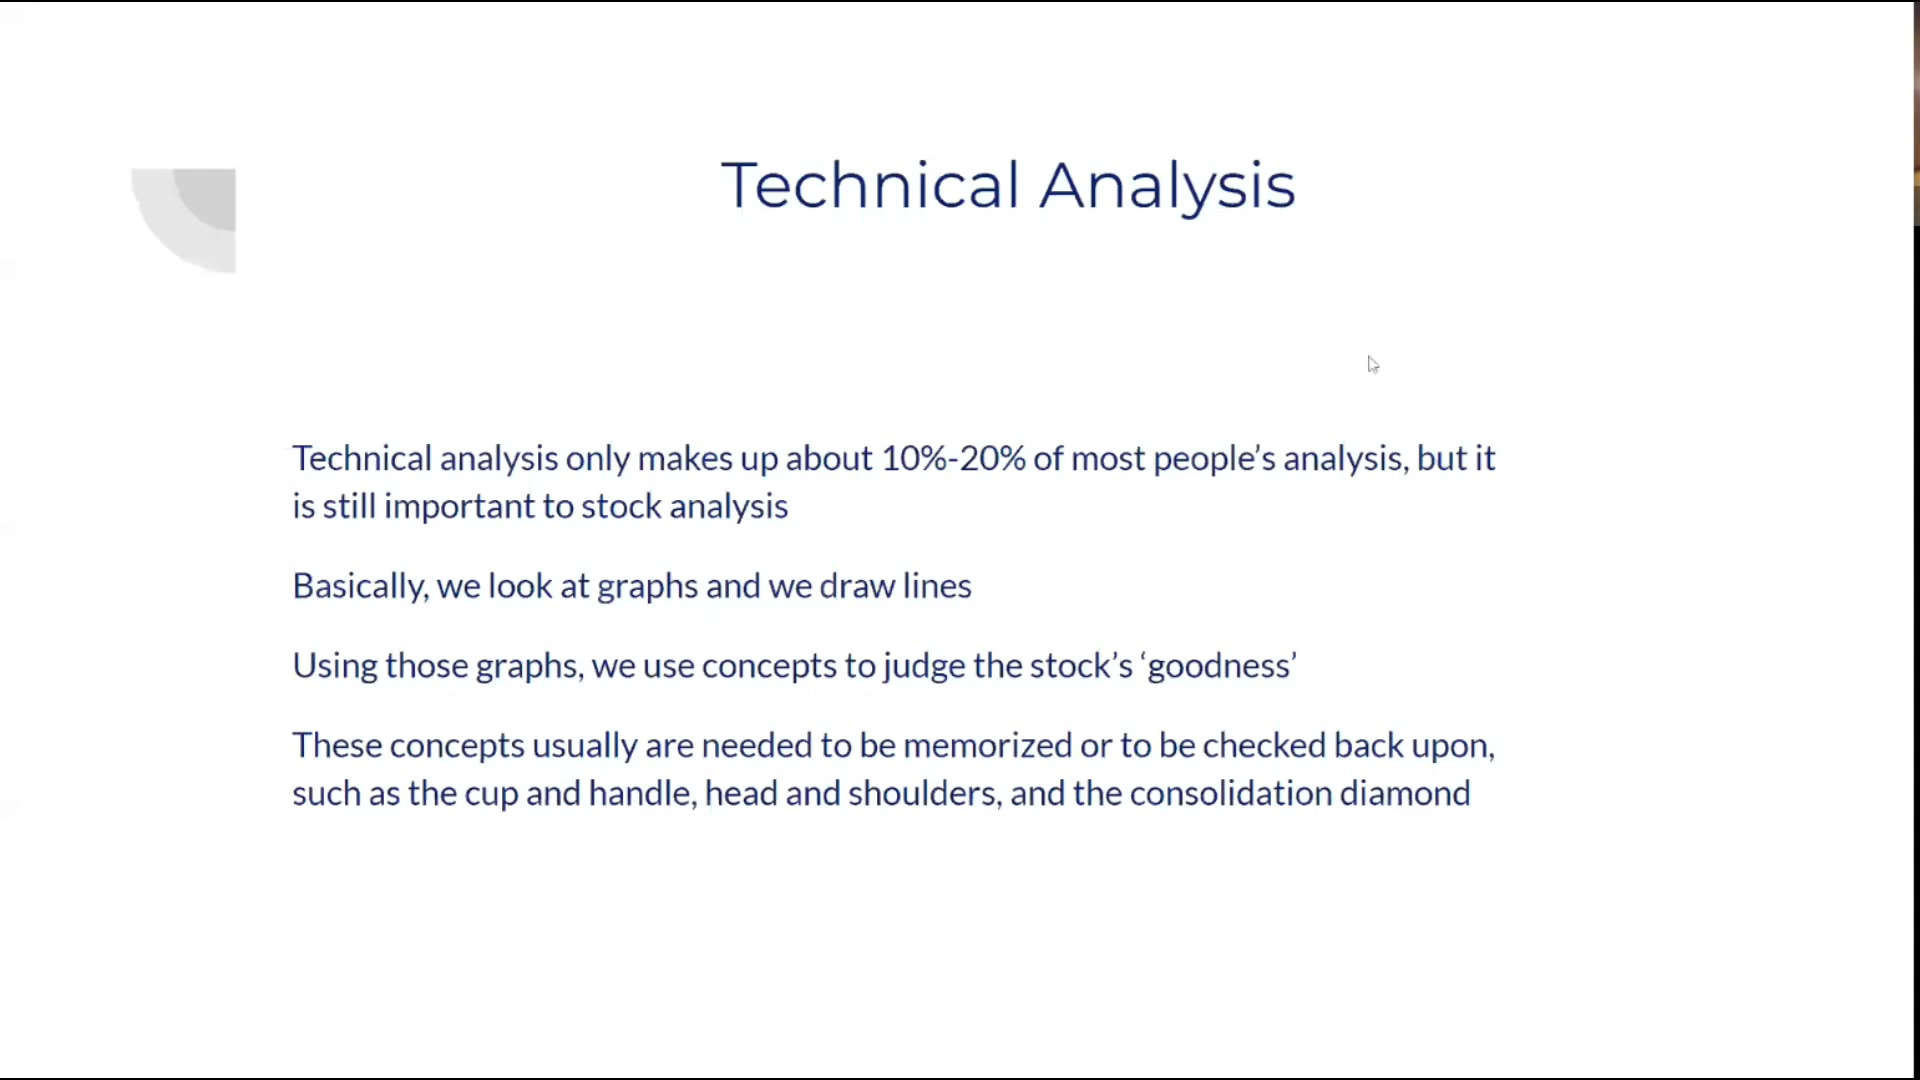 Technical Analysis
Technical analysis only makes up about 10%-20% of most people’s analysis, but it
is still important to stock analysis
Basically, we look at graphs and we draw lines
Using those graphs, we use concepts to judge the stock’s ‘goodness’
These concepts usually are needed to be memorized or to be checked back upon,
such as the cup and handle, head and shoulders, and the consolidation diamond